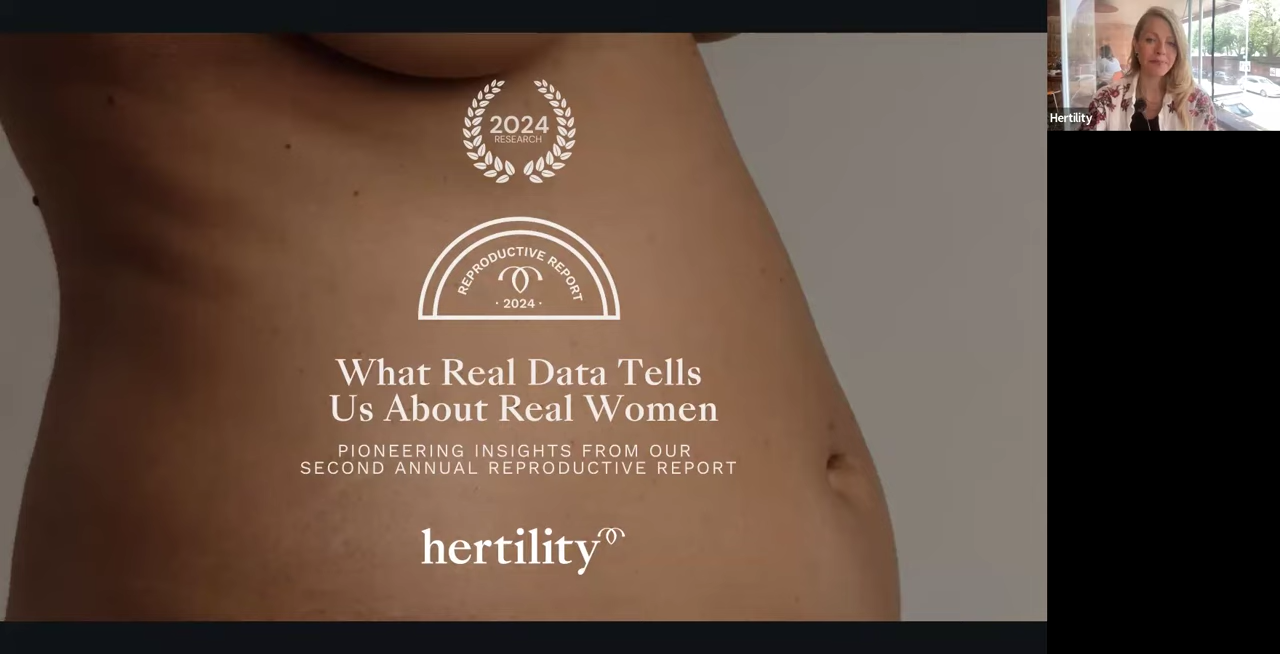 2024
RESEARCH
REPRODUCTIVE REPORT
· 2024 ·
What Real Data Tells
Us About Real Women
PIONEERING INSIGHTS FROM OUR
SECOND ANNUAL REPRODUCTIVE REPORT
hertility
Hertility